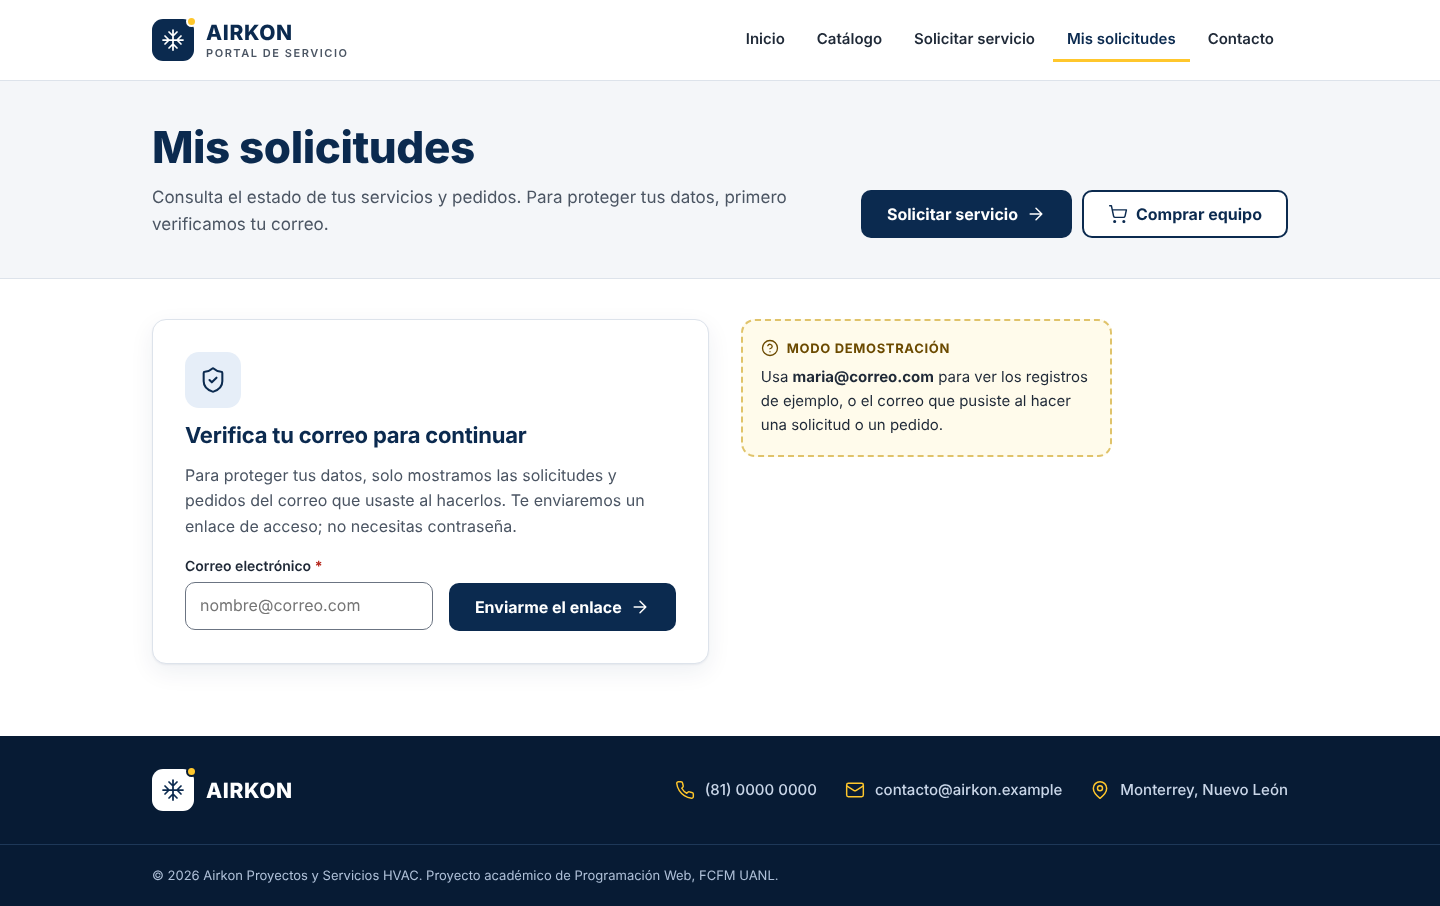 AIRKON
PORTAL DE SERVICIO
Inicio
Catálogo
Solicitar servicio
Mis solicitudes
Contacto
Mis solicitudes
Consulta el estado de tus servicios y pedidos. Para proteger tus datos, primero
verificamos tu correo.
Solicitar servicio
Comprar equipo
Verifica tu correo para continuar
Para proteger tus datos, solo mostramos las solicitudes y
pedidos del correo que usaste al hacerlos. Te enviaremos un
enlace de acceso; no necesitas contraseña.
Correo electrónico *
nombre@correo.com
Enviarme el enlace
MODO DEMOSTRACIÓN
Usa maria@correo.com para ver los registros
de ejemplo, o el correo que pusiste al hacer
una solicitud o un pedido.
AIRKON
(81) 0000 0000
contacto@airkon.example
Monterrey, Nuevo León
© 2026 Airkon Proyectos y Servicios HVAC. Proyecto académico de Programación Web, FCFM UANL.